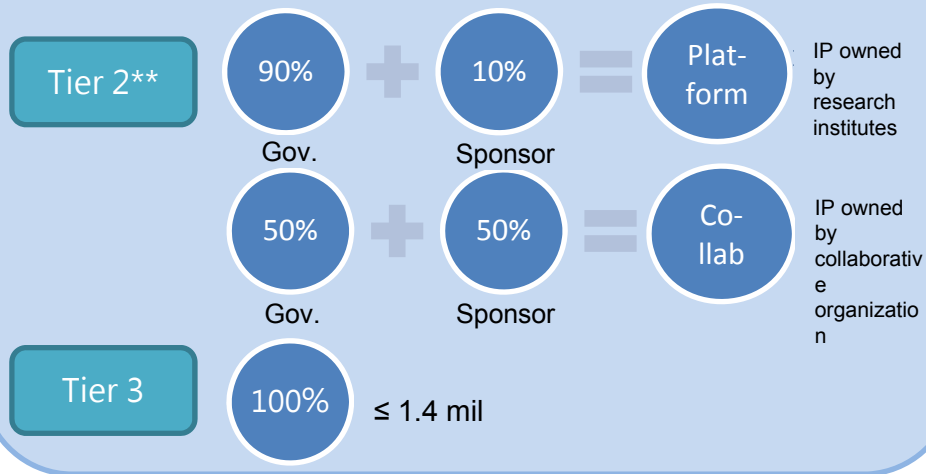 Tier 2**
90%
10%
Plat-
form
IP owned
by
research
institutes
Gov.
Sponsor
50%
50%
Co-
llab
IP owned
by
collaborativ
e
organizatio
n
Gov.
Sponsor
Tier 3
100%
≤ 1.4 mil